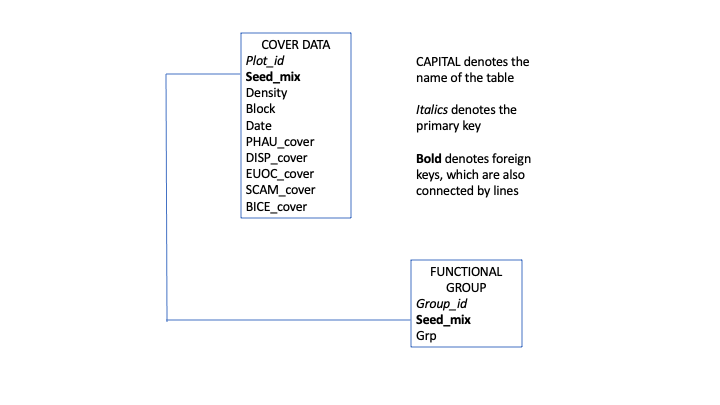 COVER DATA
Plot_id
Seed_mix
Density
Block
Date
PHAU_cover
DISP_cover
EUOC_cover
SCAM_cover
BICE_cover
CAPITAL denotes the
name of the table
Italics denotes the
primary key
Bold denotes foreign
keys, which are also
connected by lines
FUNCTIONAL
GROUP
Group_id
Seed_mix
Grp